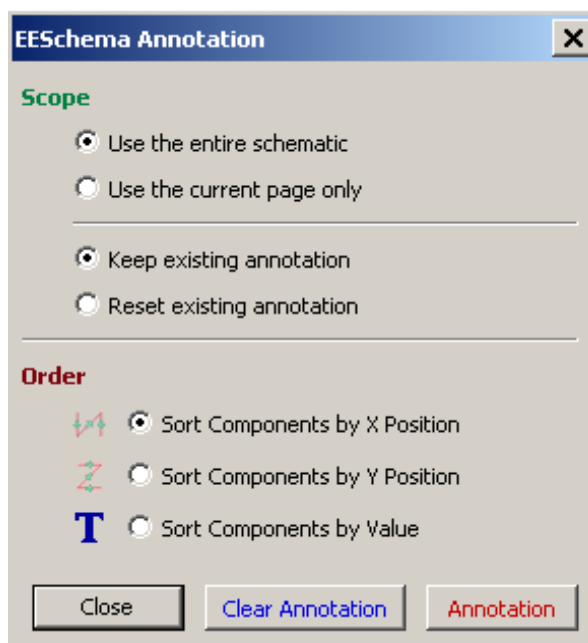 EESchema Annotation
Scope
Use the entire schematic
Use the current page only
Keep existing annotation
Reset existing annotation
Order
Sort Components by X Position
Sort Components by Y Position
T Sort Components by Value
Close Clear Annotation Annotation